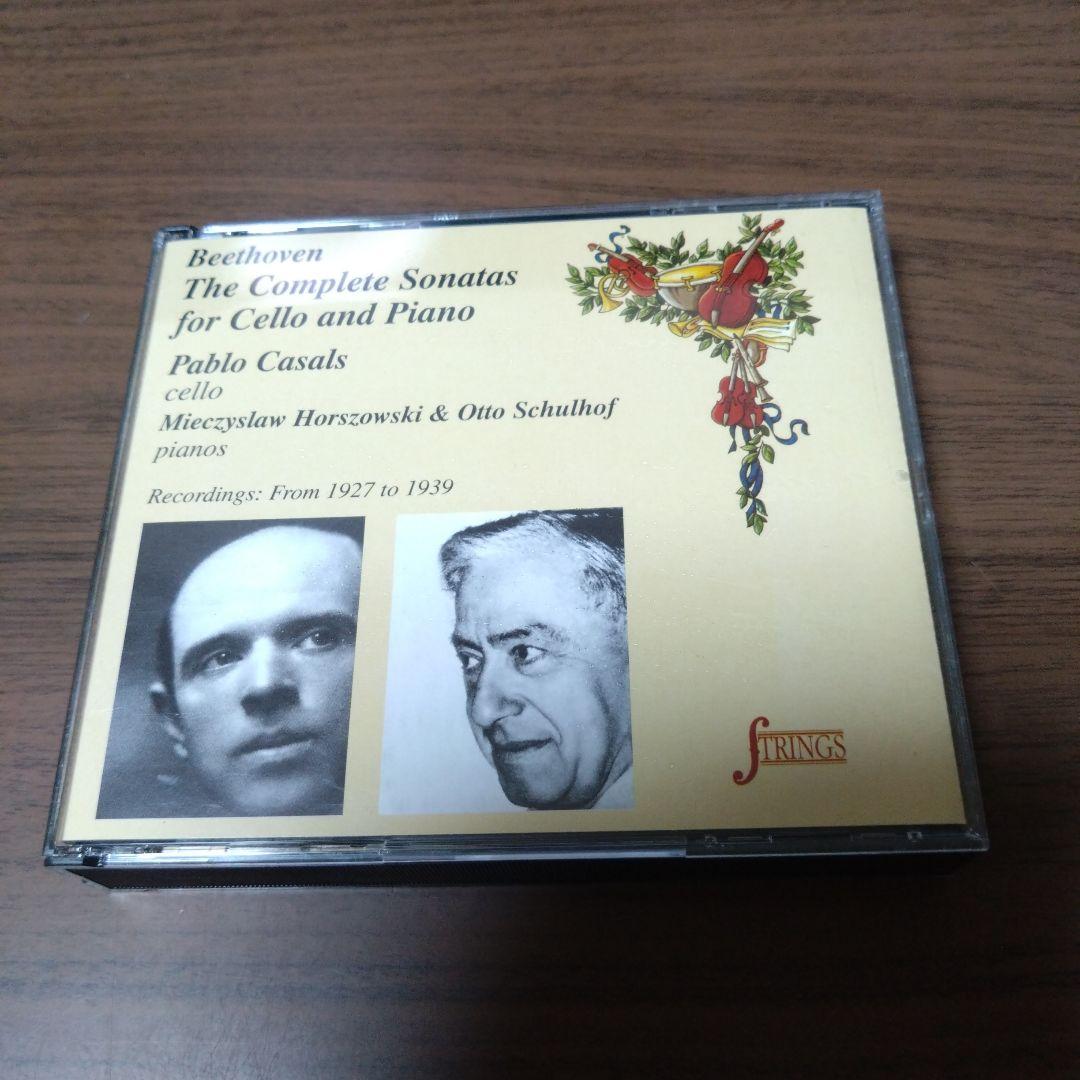 Beethoven
The Complete Sonatas
for Cello and Piano
Pablo Casals
cello
Mieczyslaw Horszowski & Otto Schulhof
pianos
Recordings: From 1927 to 1939
STRINGS